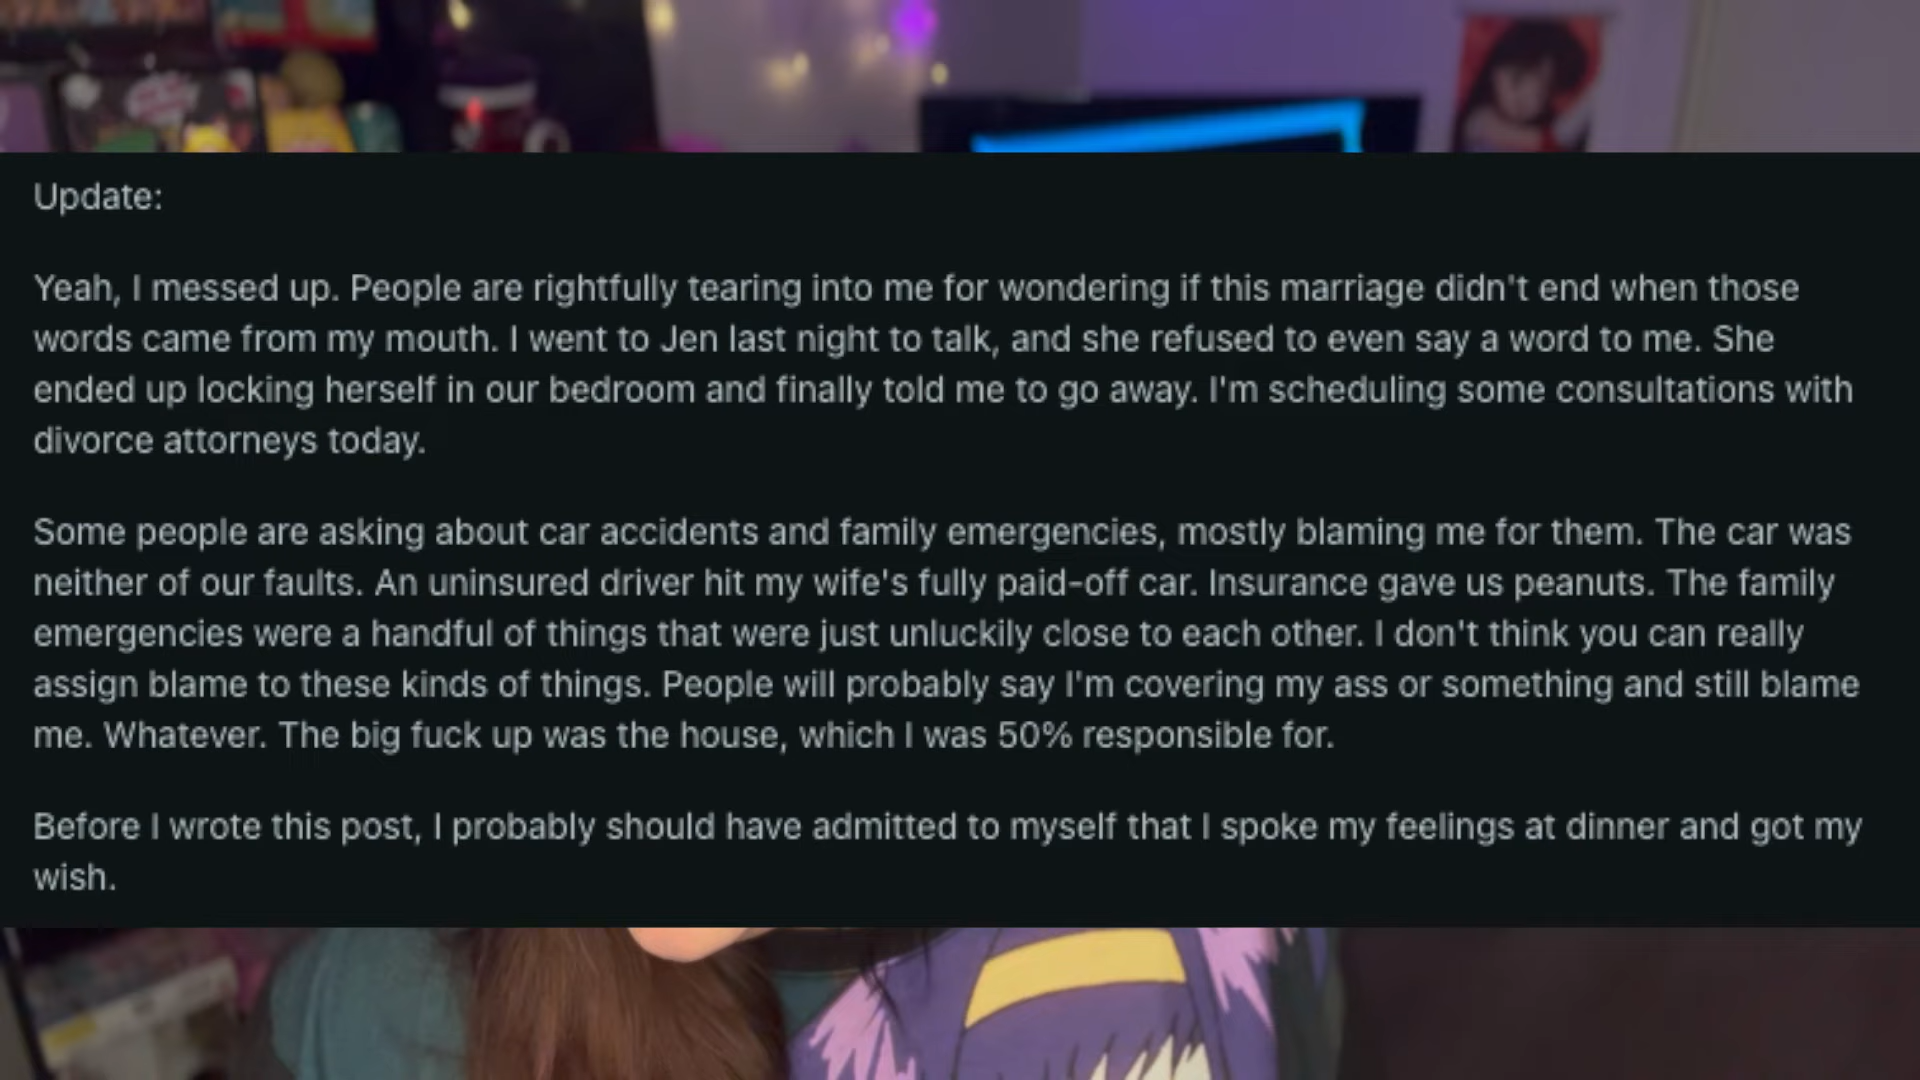 Update:
Yeah, I messed up. People are rightfully tearing into me for wondering if this marriage didn't end when those
words came from my mouth. I went to Jen last night to talk, and she refused to even say a word to me. She
ended up locking herself in our bedroom and finally told me to go away. I'm scheduling some consultations with
divorce attorneys today.
Some people are asking about car accidents and family emergencies, mostly blaming me for them. The car was
neither of our faults. An uninsured driver hit my wife's fully paid-off car. Insurance gave us peanuts. The family
emergencies were a handful of things that were just unluckily close to each other. I don't think you can really
assign blame to these kinds of things. People will probably say I'm covering my ass or something and still blame
me. Whatever. The big fuck up was the house, which I was 50% responsible for.
Before I wrote this post, I probably should have admitted to myself that I spoke my feelings at dinner and got my
wish.